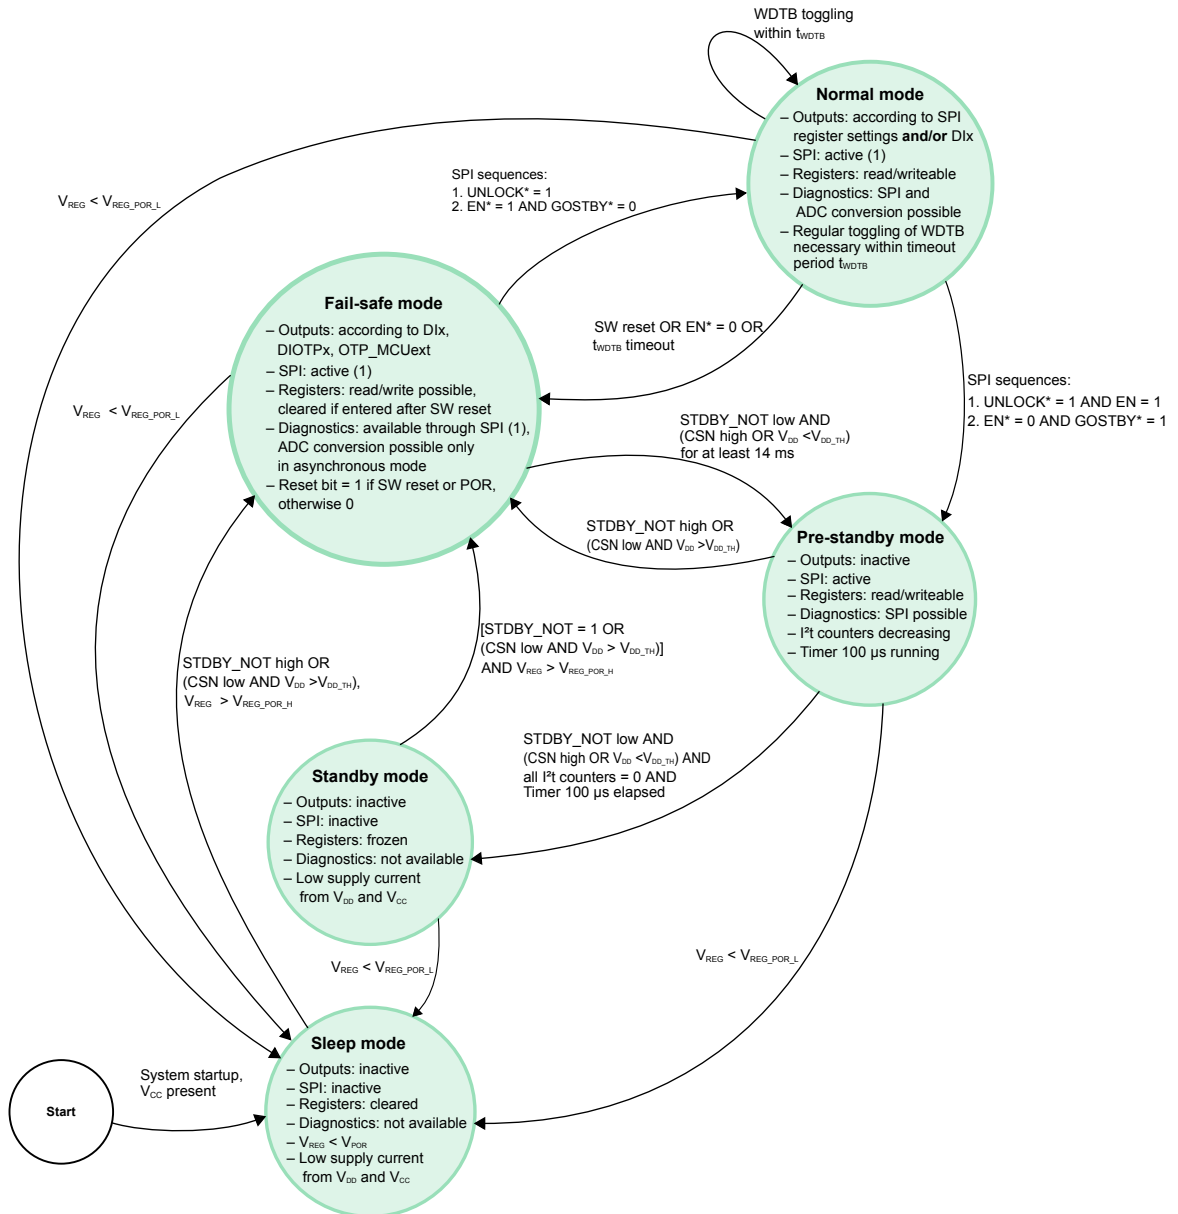 WDTB toggling
within tWDTB
Normal mode
– Outputs: according to SPI
register settings and/or DIx
– SPI: active (1)
– Registers: read/writeable
– Diagnostics: SPI and
ADC conversion possible
– Regular toggling of WDTB
necessary within timeout
period tWDTB
SPI sequences:
1. UNLOCK* = 1
2. EN* = 1 AND GOSTBY* = 0
VREG < VREG_POR_L
Fail-safe mode
– Outputs: according to DIx,
DIOTPx, OTP_MCUext
– SPI: active (1)
– Registers: read/write possible,
cleared if entered after SW reset
– Diagnostics: available through SPI (1),
ADC conversion possible only
in asynchronous mode
– Reset bit = 1 if SW reset or POR,
otherwise 0
SW reset OR EN* = 0 OR
tWDTB timeout
SPI sequences:
1. UNLOCK* = 1 AND EN = 1
2. EN* = 0 AND GOSTBY* = 1
VREG < VREG_POR_L
STDBY_NOT low AND
(CSN high OR VDD <VDD_TH)
for at least 14 ms
STDBY_NOT high OR
(CSN low AND VDD >VDD_TH)
Pre-standby mode
– Outputs: inactive
– SPI: active
– Registers: read/writeable
– Diagnostics: SPI possible
– I²t counters decreasing
– Timer 100 µs running
[STDBY_NOT = 1 OR
(CSN low AND VDD > VDD_TH)]
AND VREG > VREG_POR_H
STDBY_NOT high OR
(CSN low AND VDD >VDD_TH),
VREG > VREG_POR_H
STDBY_NOT low AND
(CSN high OR VDD <VDD_TH) AND
all I²t counters = 0 AND
Timer 100 µs elapsed
Standby mode
– Outputs: inactive
– SPI: inactive
– Registers: frozen
– Diagnostics: not available
– Low supply current
from VDD and VCC
VREG < VREG_POR_L
VREG < VREG_POR_L
Sleep mode
– Outputs: inactive
– SPI: inactive
– Registers: cleared
– Diagnostics: not available
– VREG < VPOR
– Low supply current
from VDD and VCC
System startup,
VCC present
Start